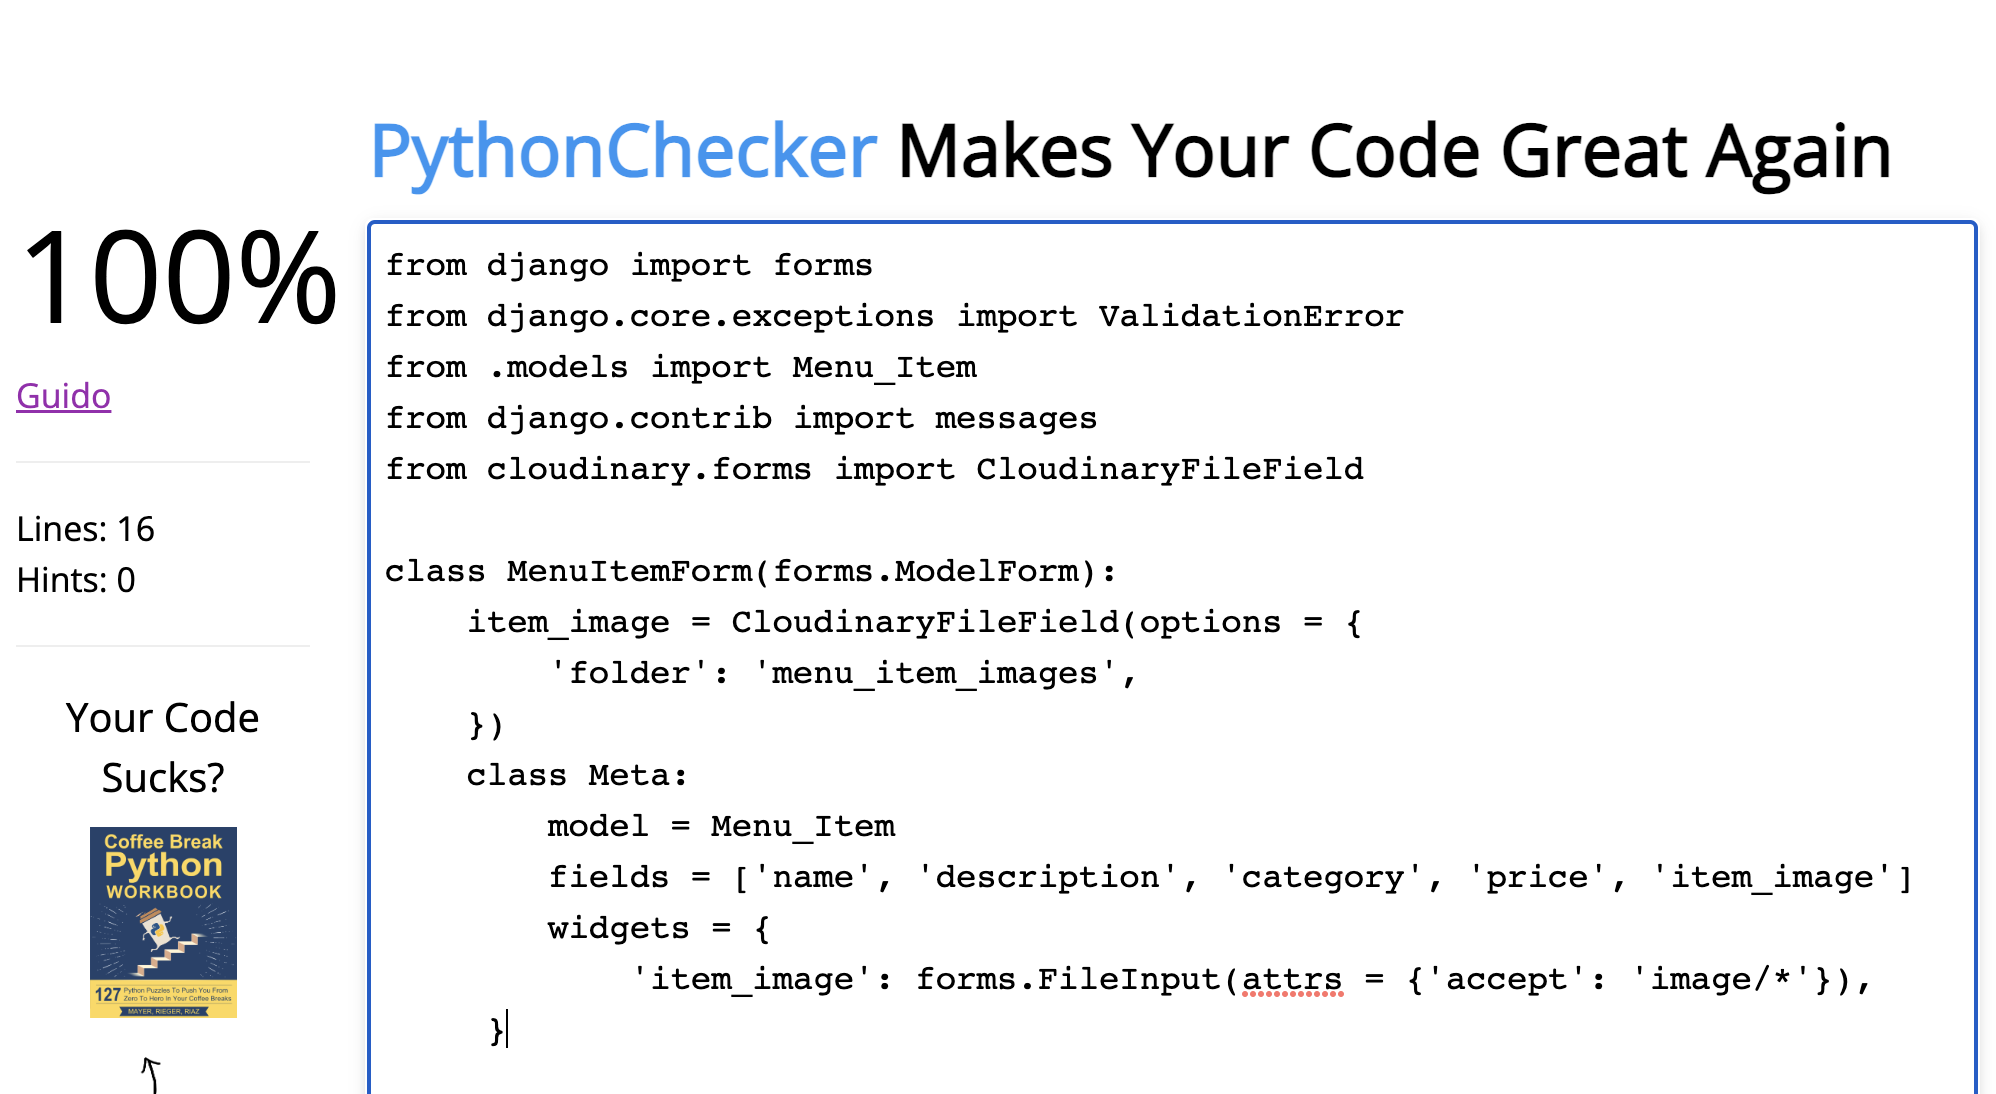 PythonChecker Makes Your Code Great Again
100%
Guido
Lines: 16
Hints: 0
Your Code
Sucks?
Coffee Break
Python
WORKBOOK
127 Python Puzzles To Push You From
Zero To Hero in Your Coffee Breaks
MAYER, RIEGER, RIAZ
from django import forms
from django.core.exceptions import ValidationError
from .models import Menu_Item
from django.contrib import messages
from cloudinary.forms import CloudinaryFileField

class MenuItemForm(forms.ModelForm):
    item_image = CloudinaryFileField(options = {
        'folder': 'menu_item_images',
    })
    class Meta:
        model = Menu_Item
        fields = ['name', 'description', 'category', 'price', 'item_image']
        widgets = {
            'item_image': forms.FileInput(attrs = {'accept': 'image/*'}),
     }